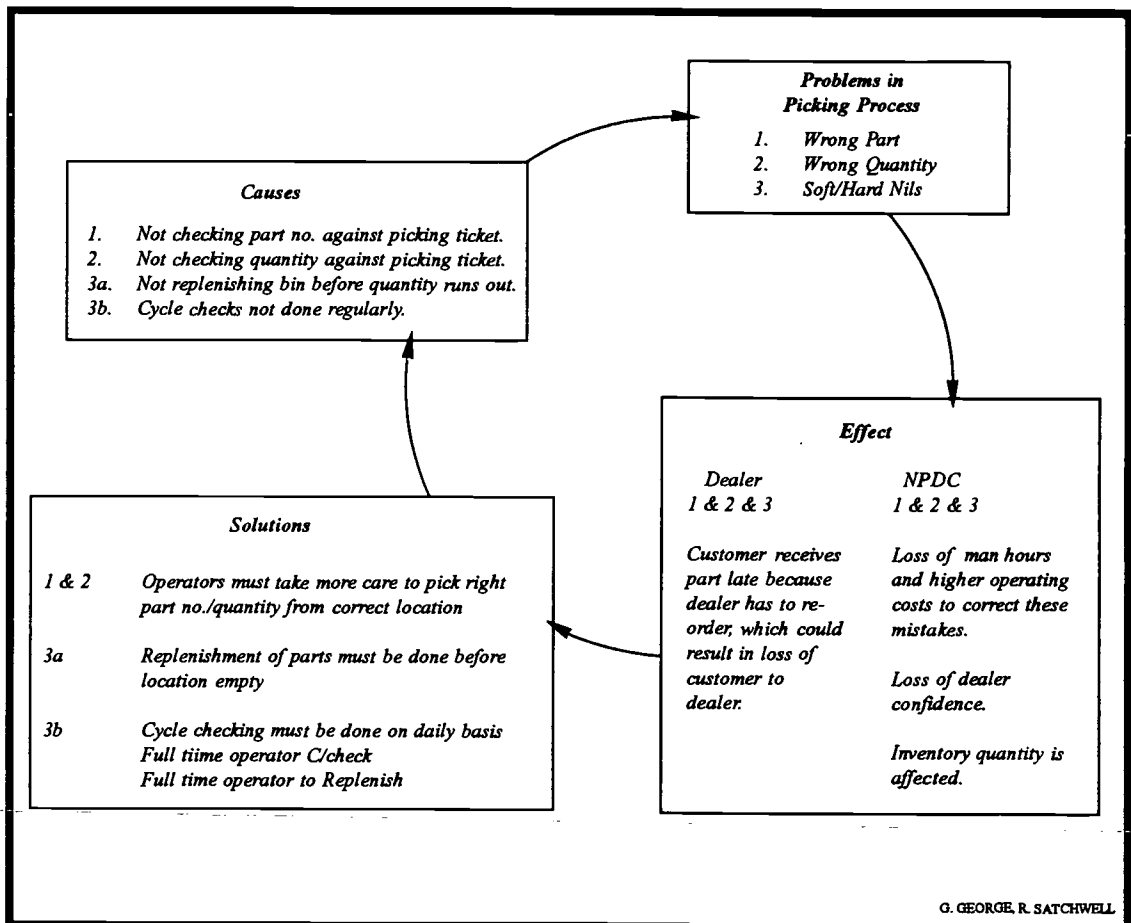 Problems in
Picking Process
1. Wrong Part
2. Wrong Quantity
3. Soft/Hard Nils
Causes
1. Not checking part no. against picking ticket.
2. Not checking quantity against picking ticket.
3a. Not replenishing bin before quantity runs out.
3b. Cycle checks not done regularly.
Effect
Dealer
1 & 2 & 3
Customer receives
part late because
dealer has to re-
order, which could
result in loss of
customer to
dealer.
NPDC
1 & 2 & 3
Loss of man hours
and higher operating
costs to correct these
mistakes.
Loss of dealer
confidence.
Inventory quantity is
affected.
Solutions
1 & 2 Operators must take more care to pick right
part no./quantity from correct location
3a Replenishment of parts must be done before
location empty
3b Cycle checking must be done on daily basis
Full tiime operator C/check
Full time operator to Replenish
G. GEORGE, R. SATCHWELL